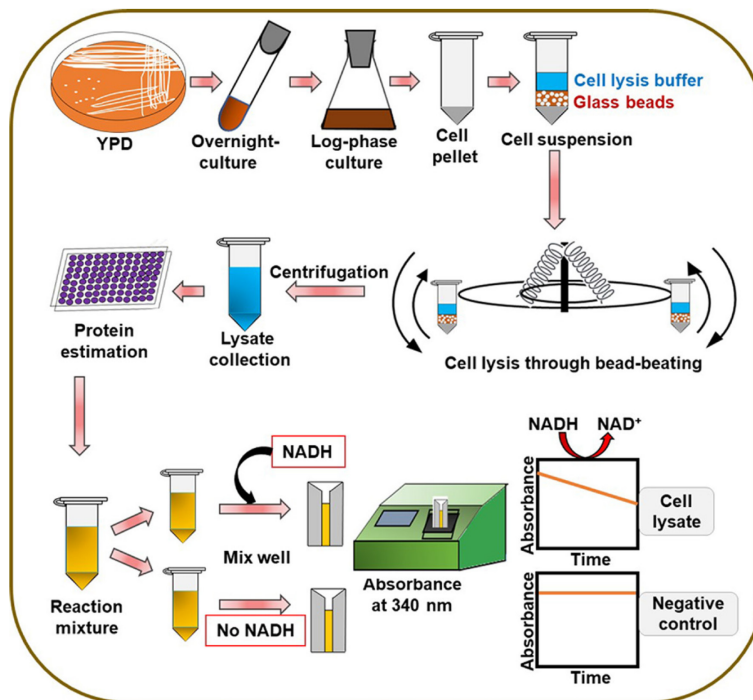 YPD
Overnight-
culture
Log-phase
culture
Cell
pellet
Cell lysis buffer
Glass beads
Cell suspension
Centrifugation
Protein
estimation
Lysate
collection
Cell lysis through bead-beating
NADH
Mix well
No NADH
Reaction
mixture
Absorbance
at 340 nm
NADH NAD⁺
Absorbance
Time
Cell
lysate
Absorbance
Time
Negative
control